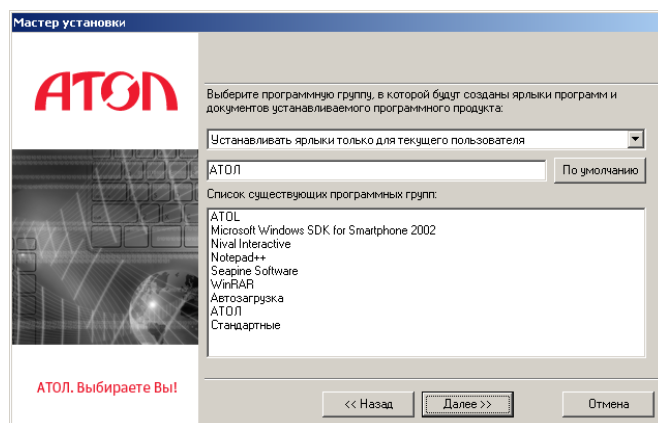 Мастер установки
АТОЛ
Выберите программную группу, в которой будут созданы ярлыки программ и
документов устанавливаемого программного продукта:
Устанавливать ярлыки только для текущего пользователя
АТОЛ
По умолчанию
Список существующих программных групп:
ATOL
Microsoft Windows SDK for Smartphone 2002
Nival Interactive
Notepad++
Seapine Software
WinRAR
Автозагрузка
АТОЛ
Стандартные
АТОЛ. Выбираете Вы!
<< Назад
Далее >>
Отмена